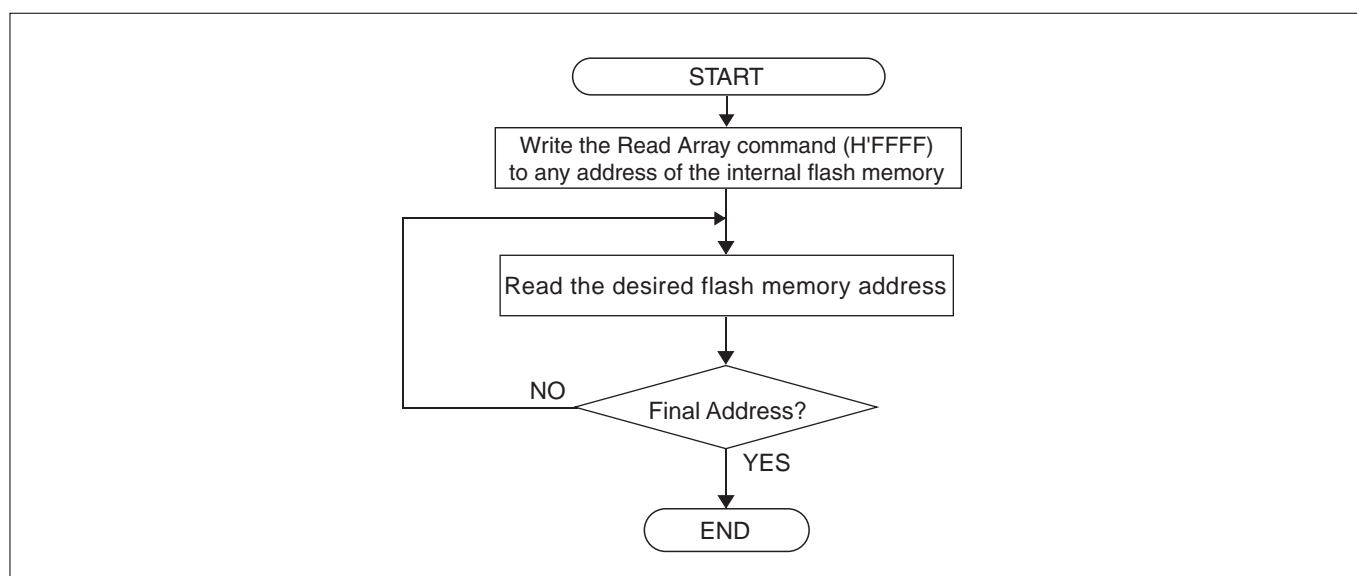 START
Write the Read Array command (H'FFFF)
to any address of the internal flash memory
Read the desired flash memory address
NO
Final Address?
YES
END